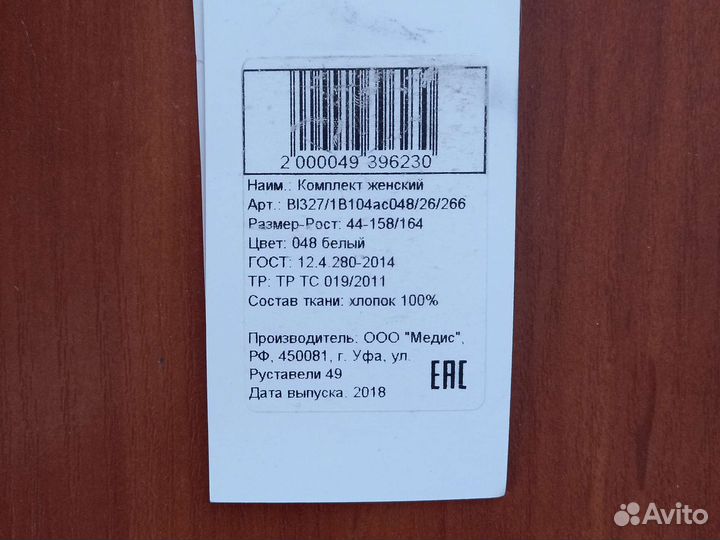 2 000049 396230
Наим.: Комплект женский
Арт.: Bl327/1B104ac048/26/266
Размер-Рост: 44-158/164
Цвет: 048 белый
ГОСТ: 12.4.280-2014
ТР: ТР ТС 019/2011
Состав ткани: хлопок 100%
Производитель: ООО "Медис",
РФ, 450081, г. Уфа, ул.
Руставели 49
Дата выпуска. 2018
EAC
Avito